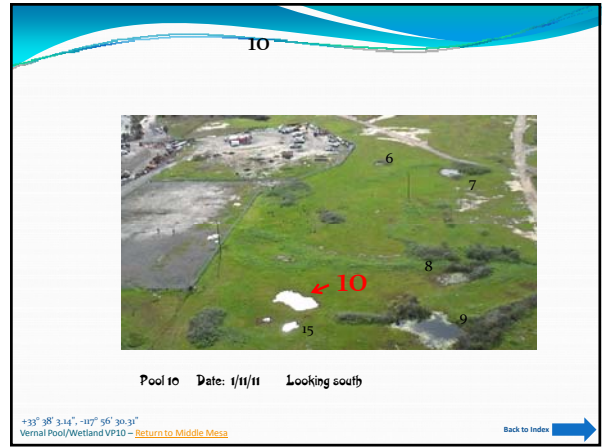 10
6
7
8
10
9
15
Pool 10 Date: 1/11/11 Looking south
+33° 38' 3.14", -117° 56' 30.31"
Vernal Pool/Wetland VP10 – Return to Middle Mesa
Back to Index